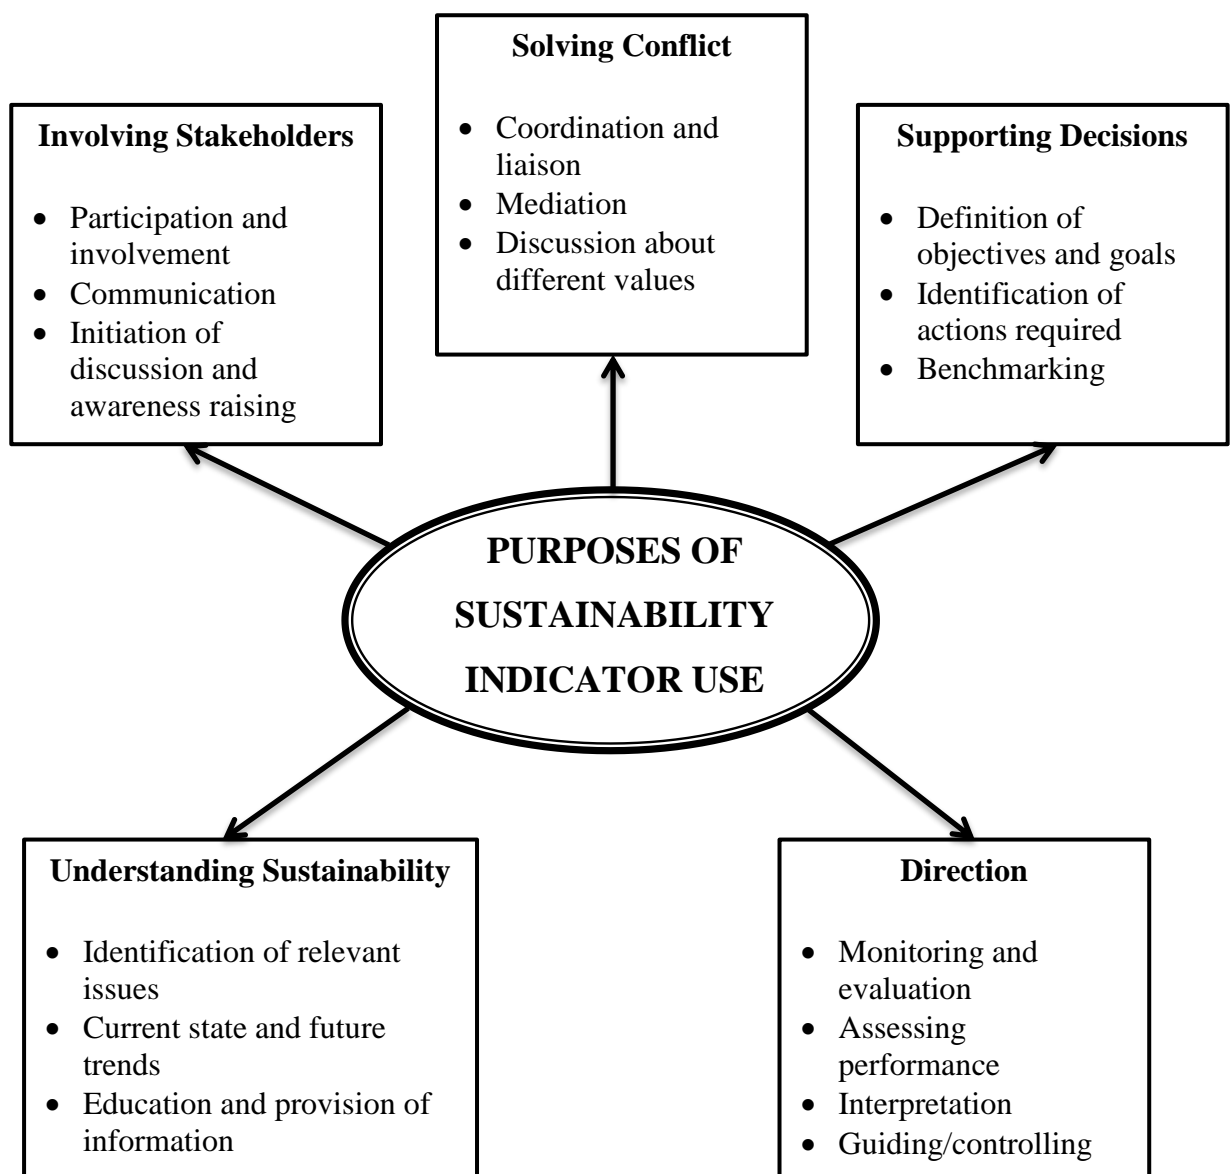 Solving Conflict
• Coordination and
liaison
• Mediation
• Discussion about
different values
Involving Stakeholders
• Participation and
involvement
• Communication
• Initiation of
discussion and
awareness raising
Supporting Decisions
• Definition of
objectives and goals
• Identification of
actions required
• Benchmarking
PURPOSES OF
SUSTAINABILITY
INDICATOR USE
Understanding Sustainability
• Identification of relevant
issues
• Current state and future
trends
• Education and provision of
information
Direction
• Monitoring and
evaluation
• Assessing
performance
• Interpretation
• Guiding/controlling